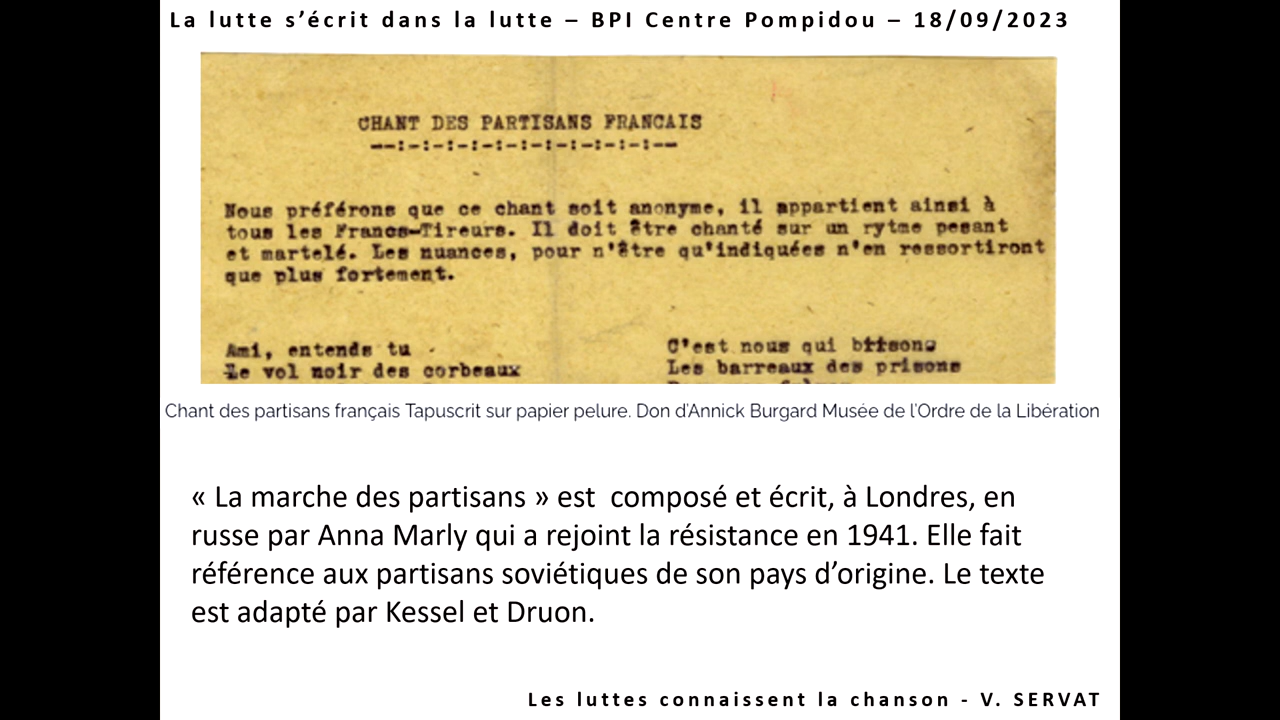 La lutte s’écrit dans la lutte – BPI Centre Pompidou – 18/09/2023
CHANT DES PARTISANS FRANCAIS
--:-:-:-:-:-:-:-:-:-:-:-:--
Nous préférons que ce chant soit anonyme, il appartient ainsi à
tous les Francs-Tireurs. Il doit être chanté sur un rytme pesant
et martelé. Les nuances, pour n'être qu'indiquées n'en ressortiront
que plus fortement.
Ami, entends tu
Le vol noir des corbeaux
C'est nous qui brisons
Les barreaux des prisons
Chant des partisans français Tapuscrit sur papier pelure. Don d’Annick Burgard Musée de l’Ordre de la Libération
« La marche des partisans » est  composé et écrit, à Londres, en
russe par Anna Marly qui a rejoint la résistance en 1941. Elle fait
référence aux partisans soviétiques de son pays d’origine. Le texte
est adapté par Kessel et Druon.
Les luttes connaissent la chanson - V. SERVAT